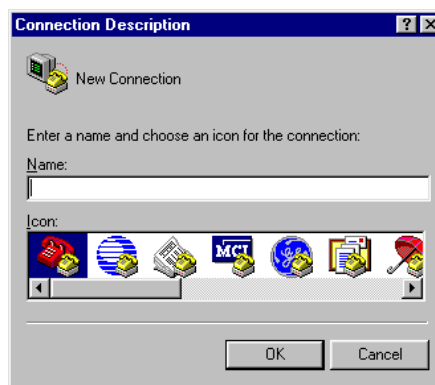 Connection Description
New Connection
Enter a name and choose an icon for the connection:
Name:
Icon:
MCI
OK
Cancel